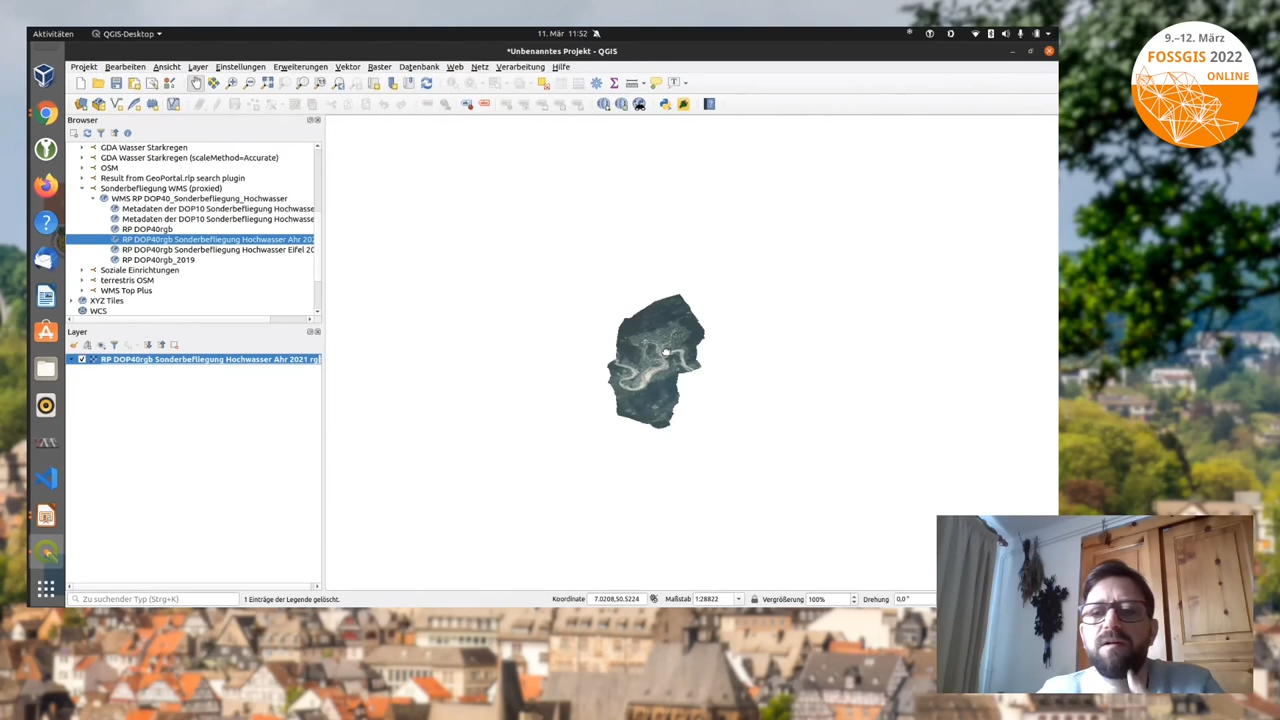 Aktivitäten
QGIS-Desktop
11. Mär 11:52
*Unbenanntes Projekt - QGIS
Projekt Bearbeiten Ansicht Layer Einstellungen Erweiterungen Vektor Raster Datenbank Web Netz Verarbeitung Hilfe
Browser
GDA Wasser Starkregen
GDA Wasser Starkregen (scaleMethod=Accurate)
OSM
Result from GeoPortal.rlp search plugin
Sonderbefliegung WMS (proxied)
WMS RP DOP40_Sonderbefliegung_Hochwasser
Metadaten der DOP10 Sonderbefliegung Hochwasse
Metadaten der DOP10 Sonderbefliegung Hochwasse
RP DOP40rgb
RP DOP40rgb Sonderbefliegung Hochwasser Ahr 202
RP DOP40rgb Sonderbefliegung Hochwasser Eifel 20
RP DOP40rgb_2019
Soziale Einrichtungen
terrestris OSM
WMS Top Plus
XYZ Tiles
WCS
Layer
RP DOP40rgb Sonderbefliegung Hochwasser Ahr 2021 rgb
Zu suchender Typ (Strg+K)
1 Einträge der Legende gelöscht.
Koordinate 7.0208,50.5224
Maßstab 1:28822
Vergrößerung 100%
Drehung 0,0°
9.–12. März
FOSSGIS 2022
ONLINE